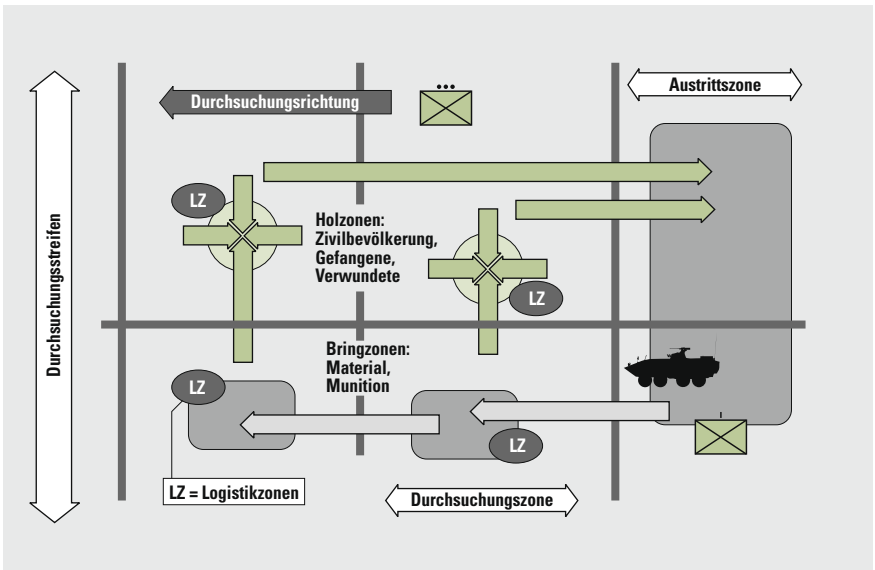 Durchsuchungsrichtung
Austrittszone
Durchsuchungsstreifen
LZ
Holzonen:
Zivilbevölkerung,
Gefangene,
Verwundete
LZ
Bringzonen:
Material,
Munition
LZ
LZ
LZ = Logistikzonen
Durchsuchungszone